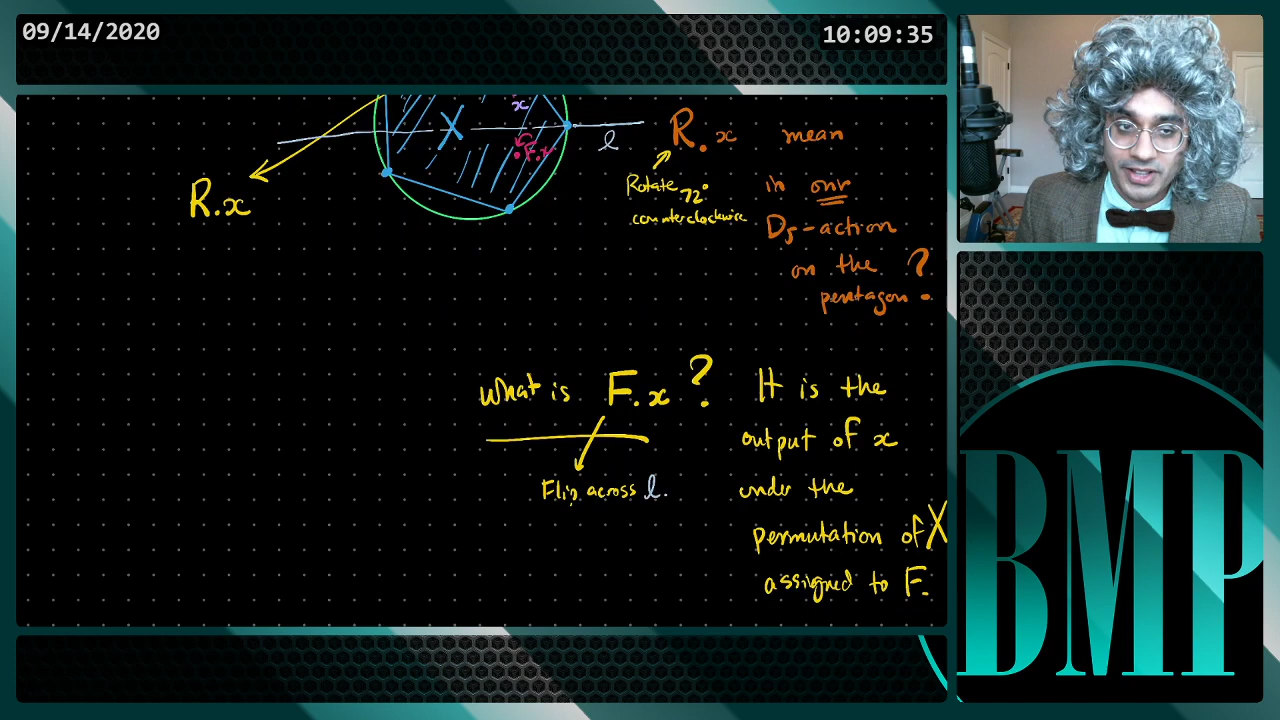 09/14/2020
10:09:35
x
X
l
F.x
R.x mean
Rotate 72°
counterclockwise
in our
D5-action
on the ?
pentagon
R.x
What is F.x?
Flip across l.
It is the
output of x
under the
permutation of X
assigned to F.
BMP